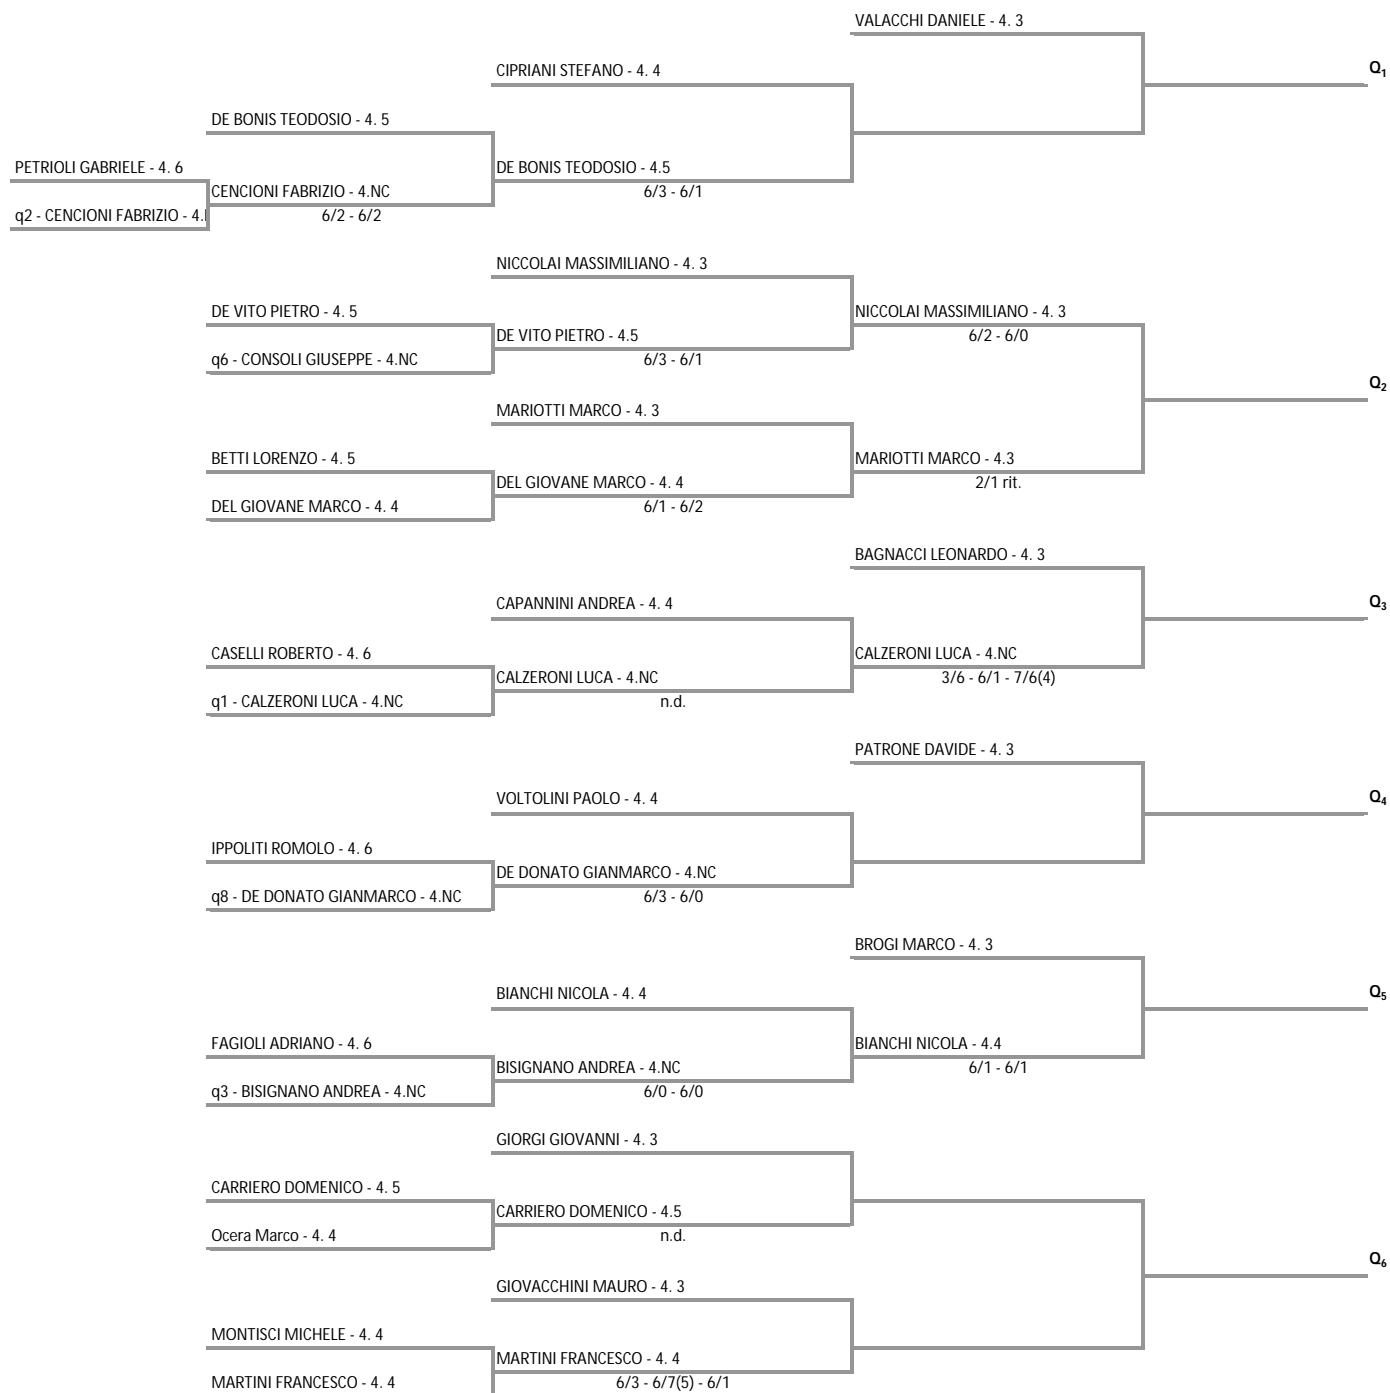 VALACCHI DANIELE - 4. 3
CIPRIANI STEFANO - 4. 4
Q1
DE BONIS TEODOSIO - 4. 5
PETRIOLI GABRIELE - 4. 6
DE BONIS TEODOSIO - 4.5
CENCIONI FABRIZIO - 4.NC
6/3 - 6/1
q2 - CENCIONI FABRIZIO - 4.
6/2 - 6/2
NICCOLAI MASSIMILIANO - 4. 3
DE VITO PIETRO - 4. 5
NICCOLAI MASSIMILIANO - 4. 3
DE VITO PIETRO - 4.5
6/2 - 6/0
q6 - CONSOLI GIUSEPPE - 4.NC
6/3 - 6/1
Q2
MARIOTTI MARCO - 4. 3
BETTI LORENZO - 4. 5
MARIOTTI MARCO - 4.3
DEL GIOVANE MARCO - 4. 4
2/1 rit.
DEL GIOVANE MARCO - 4. 4
6/1 - 6/2
BAGNACCI LEONARDO - 4. 3
CAPANNINI ANDREA - 4. 4
Q3
CASELLI ROBERTO - 4. 6
CALZERONI LUCA - 4.NC
CALZERONI LUCA - 4.NC
3/6 - 6/1 - 7/6(4)
q1 - CALZERONI LUCA - 4.NC
n.d.
PATRONE DAVIDE - 4. 3
VOLTOLINI PAOLO - 4. 4
Q4
IPPOLITI ROMOLO - 4. 6
DE DONATO GIANMARCO - 4.NC
q8 - DE DONATO GIANMARCO - 4.NC
6/3 - 6/0
BROGI MARCO - 4. 3
BIANCHI NICOLA - 4. 4
Q5
FAGIOLI ADRIANO - 4. 6
BIANCHI NICOLA - 4.4
BISIGNANO ANDREA - 4.NC
6/1 - 6/1
q3 - BISIGNANO ANDREA - 4.NC
6/0 - 6/0
GIORGI GIOVANNI - 4. 3
CARRIERO DOMENICO - 4. 5
CARRIERO DOMENICO - 4.5
Ocera Marco - 4. 4
n.d.
Q6
GIOVACCHINI MAURO - 4. 3
MONTISCI MICHELE - 4. 4
MARTINI FRANCESCO - 4. 4
MARTINI FRANCESCO - 4. 4
6/3 - 6/7(5) - 6/1